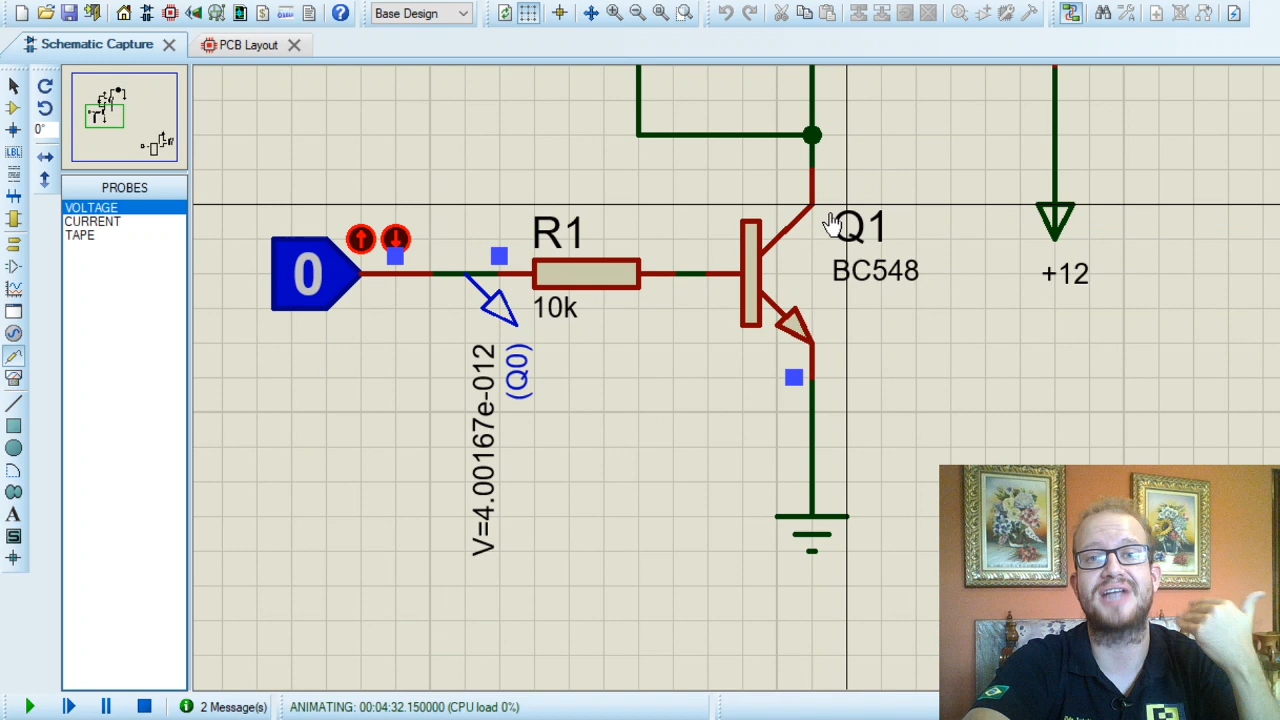 Base Design
Schematic Capture
PCB Layout
0°
LBL
PROBES
VOLTAGE
CURRENT
TAPE
A
S
0
R1
10k
V=4.00167e-012
(Q0)
Q1
BC548
+12
2 Message(s)
ANIMATING: 00:04:32.150000 (CPU load 0%)